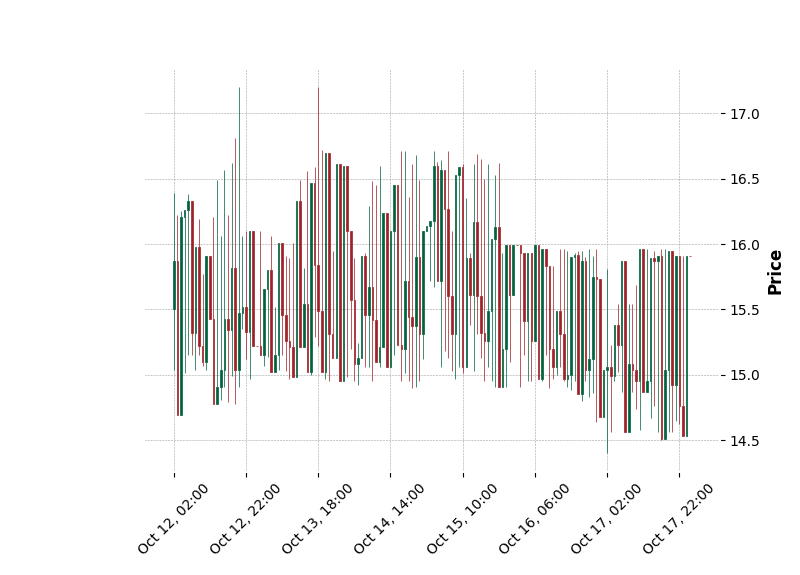 17.0
16.5
16.0
15.5
15.0
14.5
Price
Oct 12, 02:00
Oct 12, 22:00
Oct 13, 18:00
Oct 14, 14:00
Oct 15, 10:00
Oct 16, 06:00
Oct 17, 02:00
Oct 17, 22:00